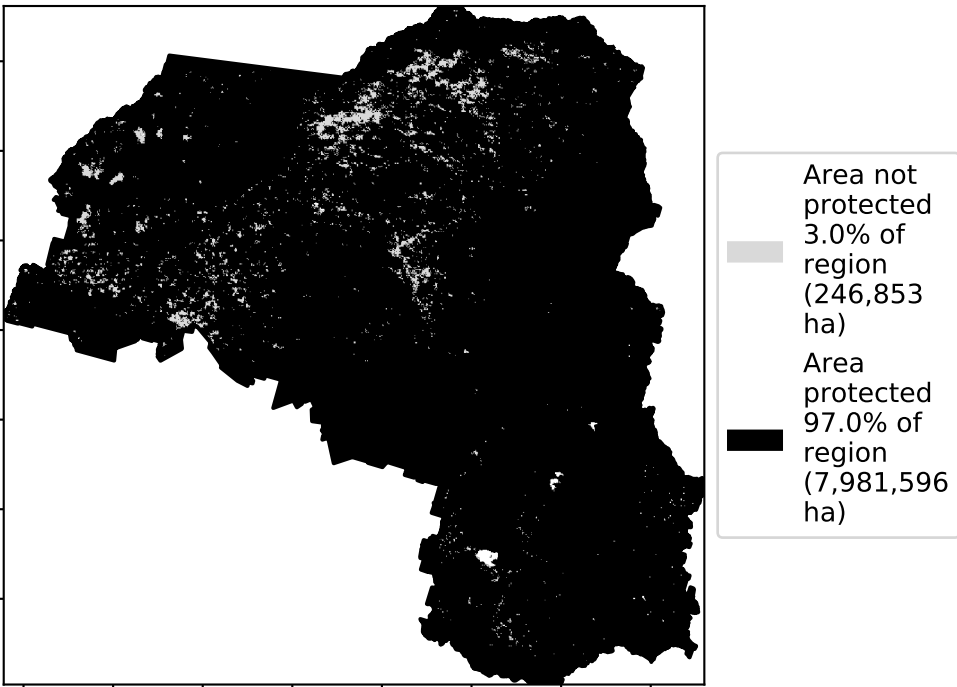 Area not
protected
3.0% of
region
(246,853
ha)
Area
protected
97.0% of
region
(7,981,596
ha)